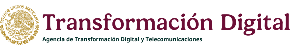 Transformación Digital
Agencia de Transformación Digital y Telecomunicaciones